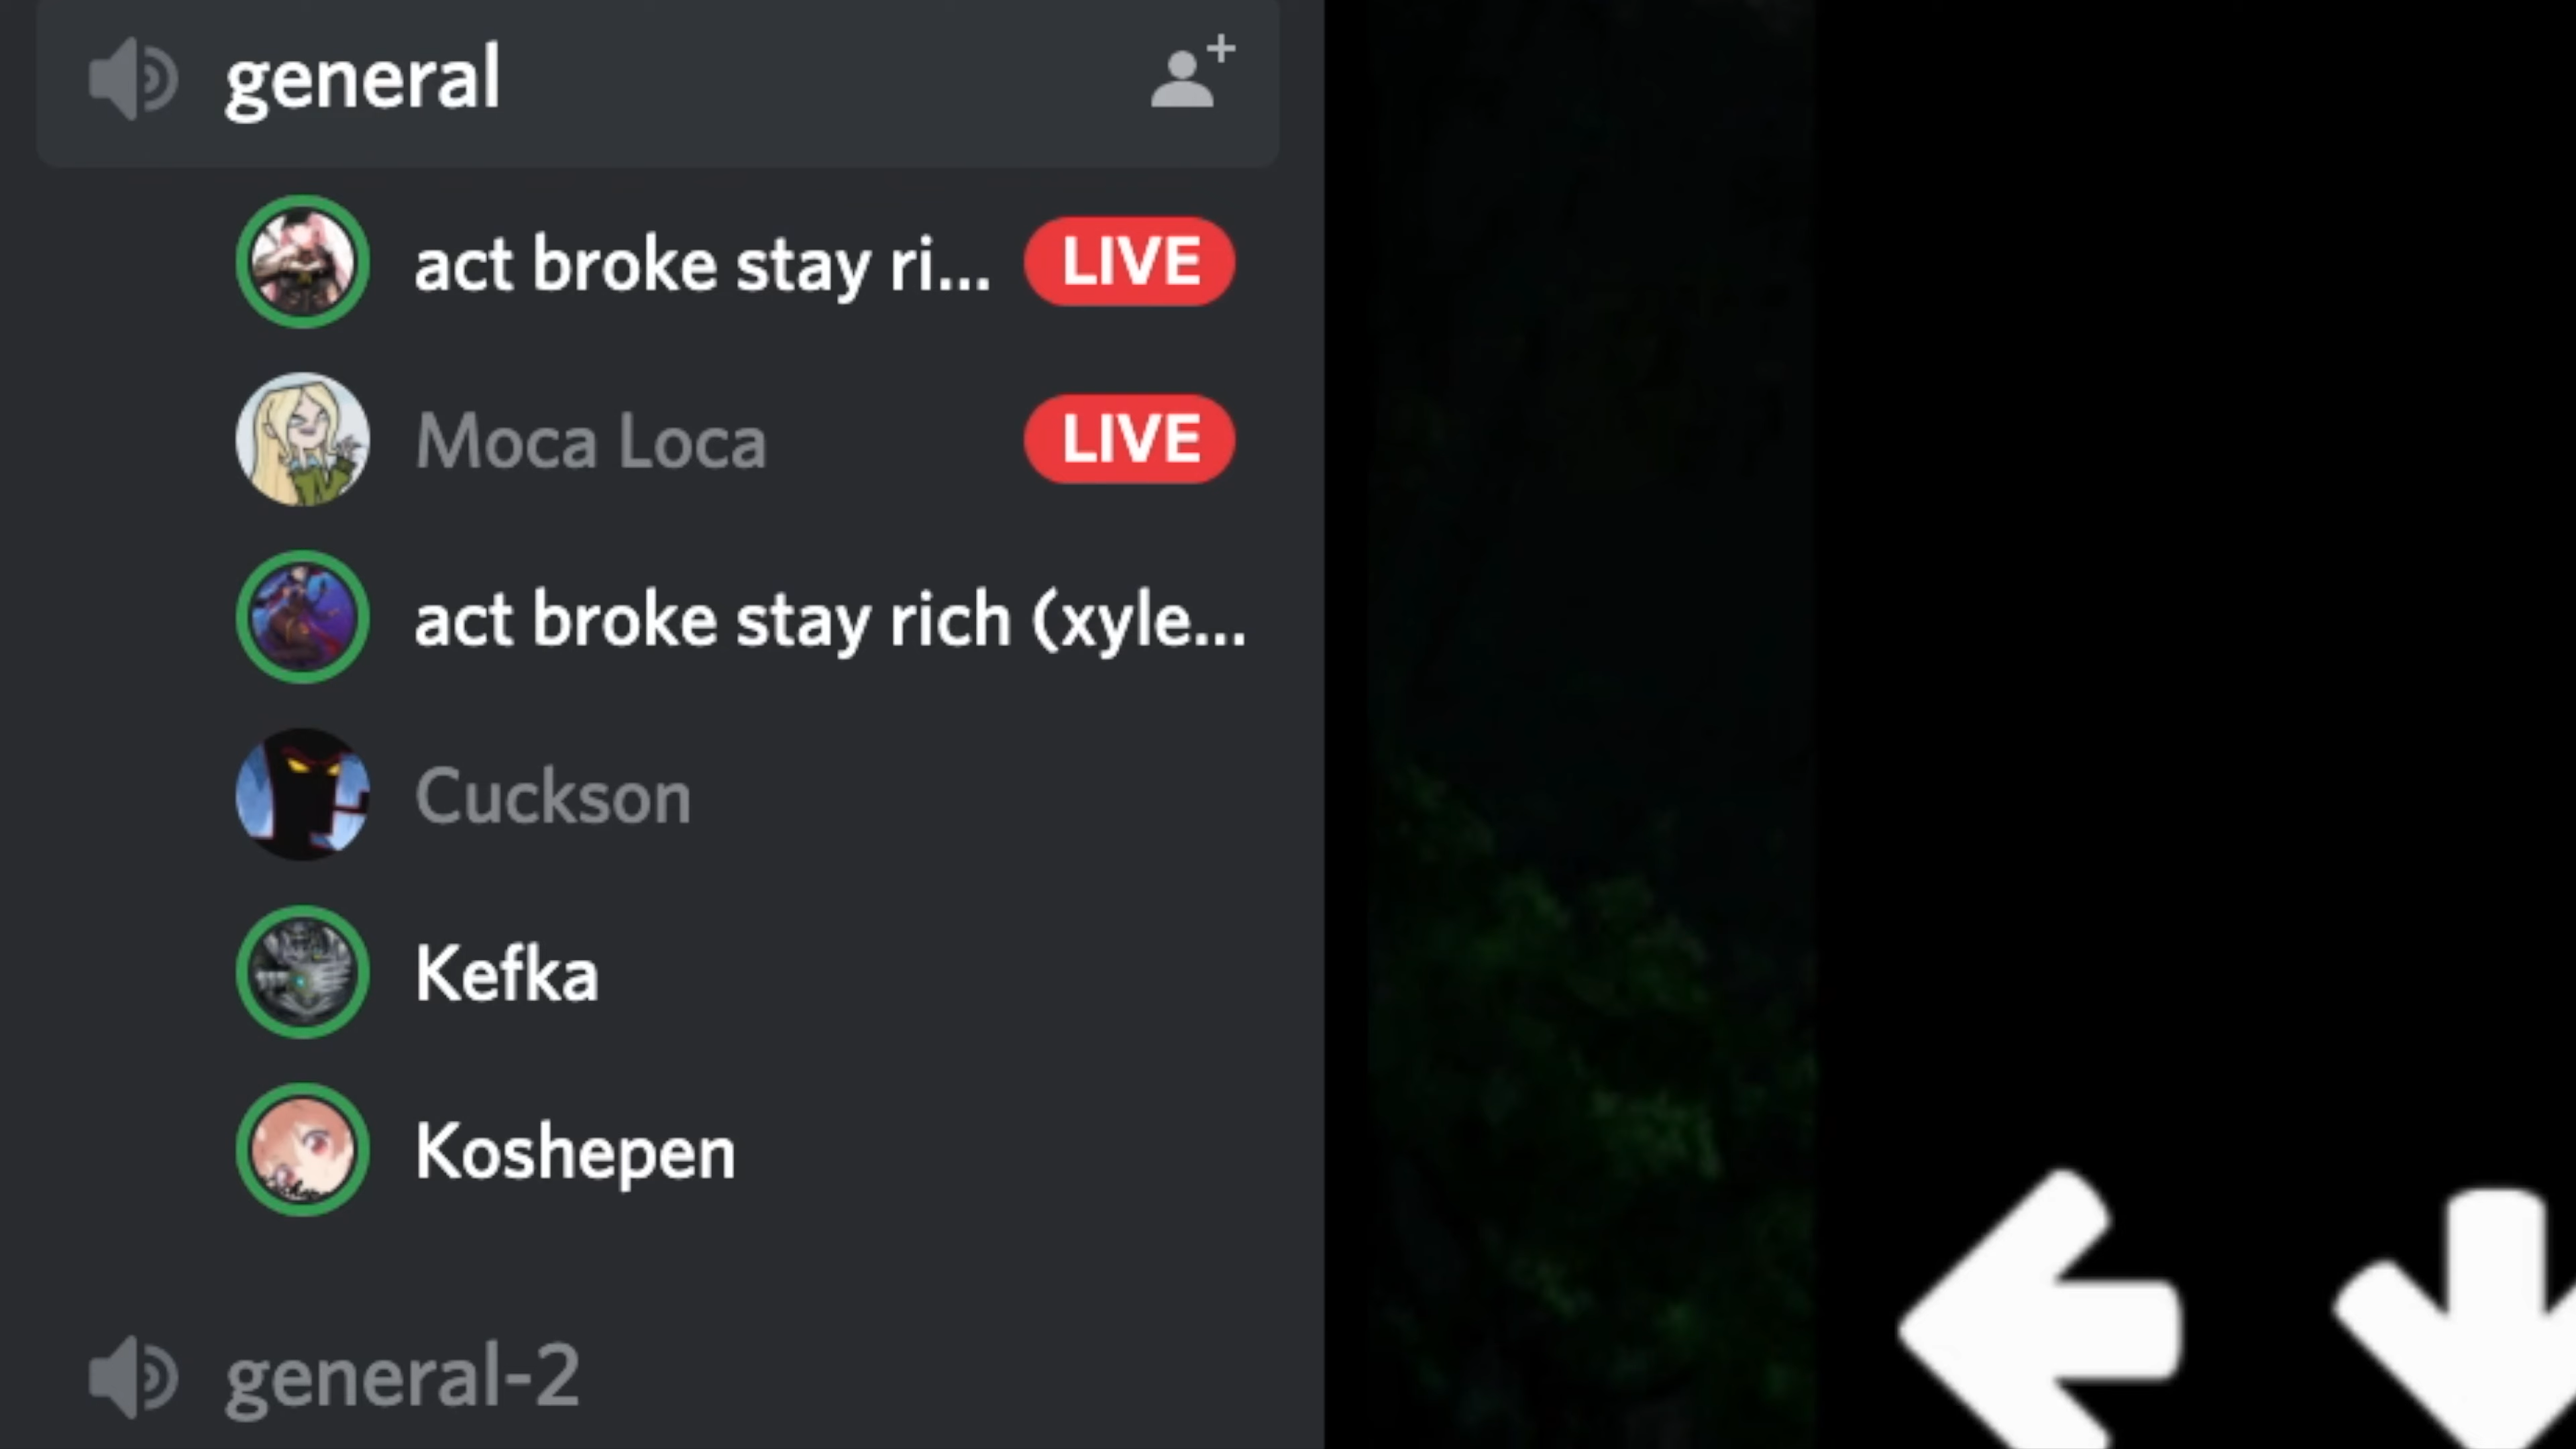 general
act broke stay ri...
LIVE
Moca Loca
LIVE
act broke stay rich (xyle...
Cuckson
Kefka
Koshepen
general-2